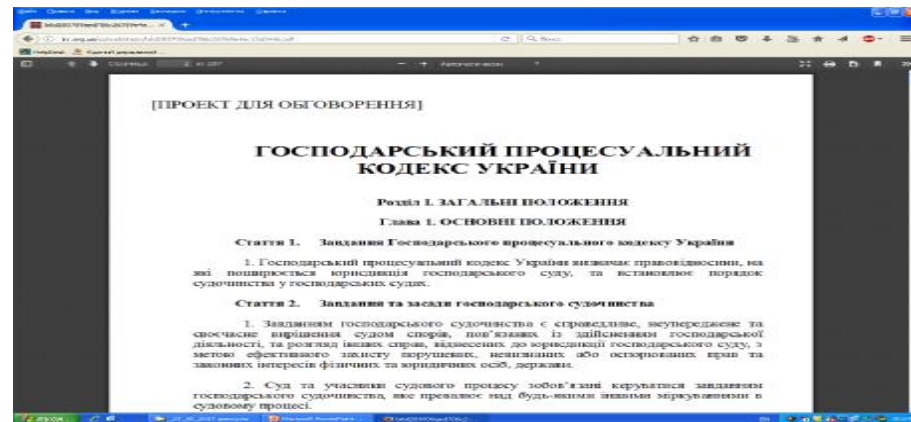 [ПРОЕКТ ДЛЯ ОБГОВОРЕННЯ]
ГОСПОДАРСЬКИЙ ПРОЦЕСУАЛЬНИЙ
КОДЕКС УКРАЇНИ
Розділ I. ЗАГАЛЬНІ ПОЛОЖЕННЯ
Глава 1. ОСНОВНІ ПОЛОЖЕННЯ
Стаття 1. Завдання Господарського процесуального кодексу України
1. Господарський процесуальний кодекс України визначає правовідносини, на
які поширюється юрисдикція господарського суду, та встановлює порядок
судочинства у господарських судах.
Стаття 2. Завдання та засади господарського судочинства
1. Завданням господарського судочинства є справедливе, неупереджене та
своєчасне вирішення судом спорів, пов'язаних із здійсненням господарської
діяльності, та розгляд інших справ, віднесених до юрисдикції господарського суду, з
метою ефективного захисту порушених, невизнаних або оспорюваних прав та
законних інтересів фізичних та юридичних осіб, держави.
2. Суд та учасники судового процесу зобов'язані керуватися завданням
господарського судочинства, яке превалює над будь-якими іншими міркуваннями в
судовому процесі.